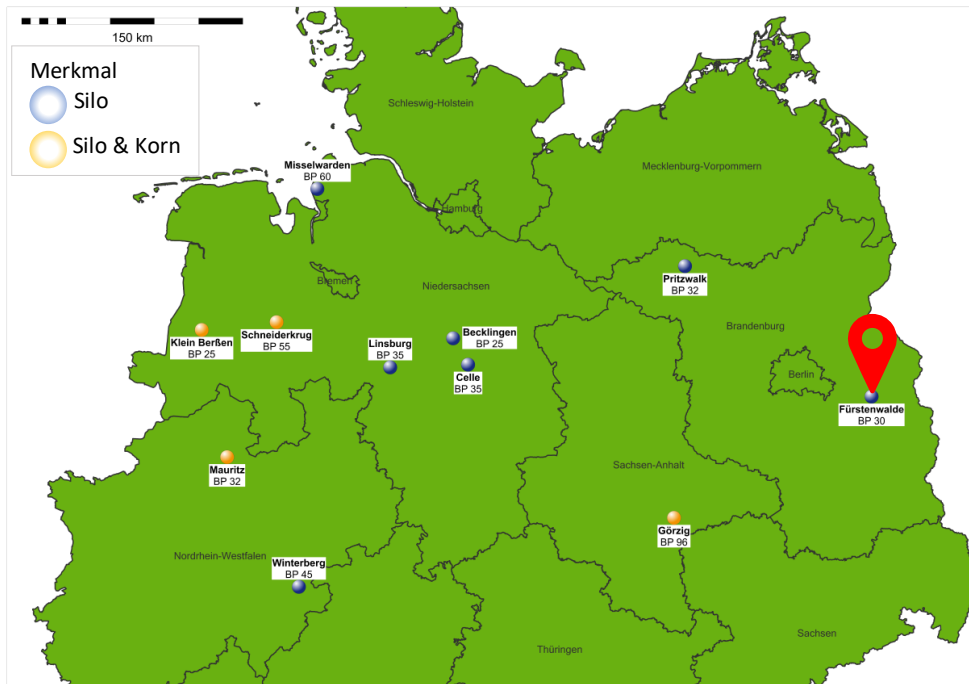 150 km
Merkmal
Silo
Silo & Korn
Schleswig-Holstein
Mecklenburg-Vorpommern
Misselwarden
BP 60
Hamburg
Bremen
Niedersachsen
Pritzwalk
BP 32
Brandenburg
Klein Berßen
BP 25
Schneiderkrug
BP 55
Linsburg
BP 35
Becklingen
BP 25
Celle
BP 35
Berlin
Fürstenwalde
BP 30
Mauritz
BP 32
Sachsen-Anhalt
Görzig
BP 96
Nordrhein-Westfalen
Winterberg
BP 45
Thüringen
Sachsen